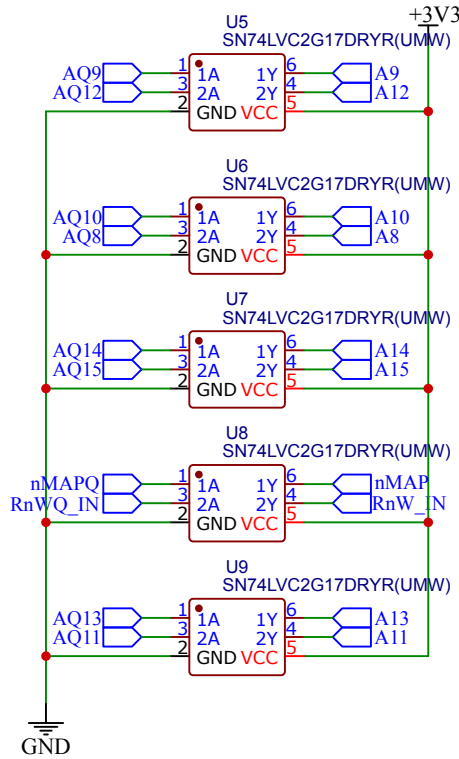 +3V3
U5
SN74LVC2G17DRYR(UMW)
AQ9 1 1A 1Y 6 A9
AQ12 3 2A 2Y 4 A12
2 GND VCC 5
U6
SN74LVC2G17DRYR(UMW)
AQ10 1 1A 1Y 6 A10
AQ8 3 2A 2Y 4 A8
2 GND VCC 5
U7
SN74LVC2G17DRYR(UMW)
AQ14 1 1A 1Y 6 A14
AQ15 3 2A 2Y 4 A15
2 GND VCC 5
U8
SN74LVC2G17DRYR(UMW)
nMAPQ 1 1A 1Y 6 nMAP
RnWQ_IN 3 2A 2Y 4 RnW_IN
2 GND VCC 5
U9
SN74LVC2G17DRYR(UMW)
AQ13 1 1A 1Y 6 A13
AQ11 3 2A 2Y 4 A11
2 GND VCC 5
GND